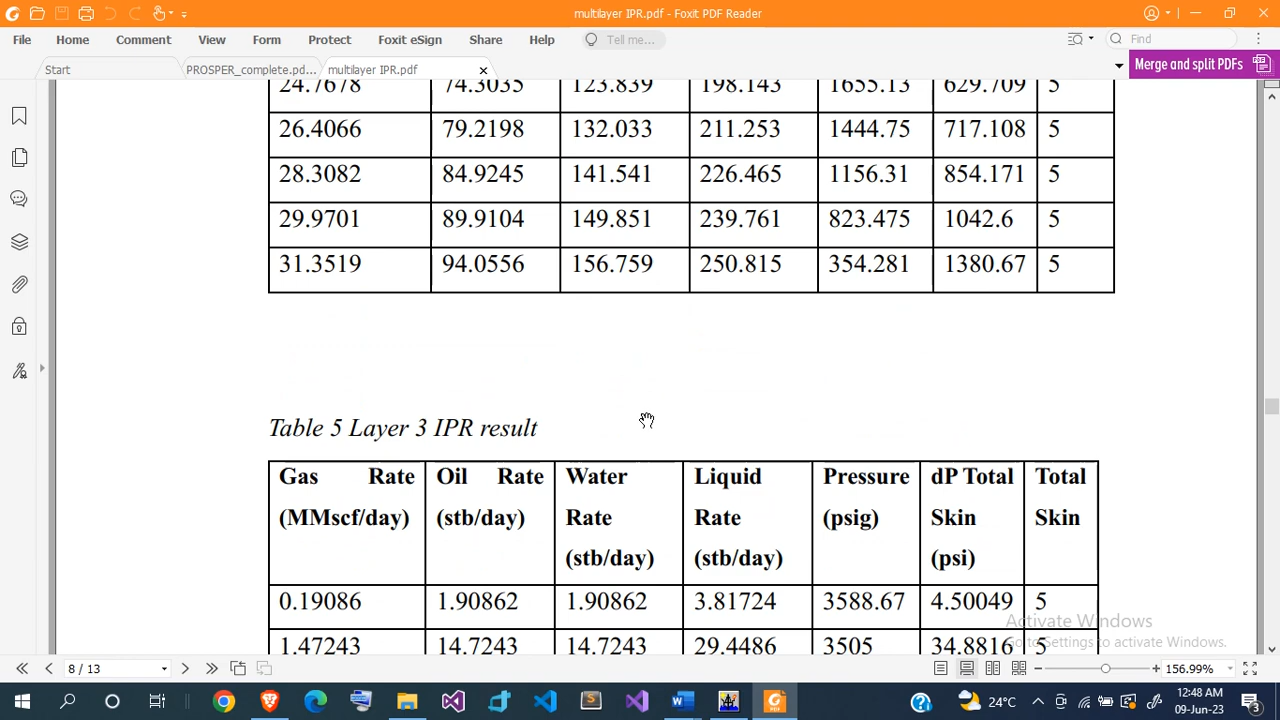 multilayer IPR.pdf - Foxit PDF Reader
File Home Comment View Form Protect Foxit eSign Share Help Tell me... Find
Start PROSPER_complete.pd... multilayer IPR.pdf Merge and split PDFs
24.7678 74.3035 123.839 198.143 1655.13 629.709 5
26.4066 79.2198 132.033 211.253 1444.75 717.108 5
28.3082 84.9245 141.541 226.465 1156.31 854.171 5
29.9701 89.9104 149.851 239.761 823.475 1042.6 5
31.3519 94.0556 156.759 250.815 354.281 1380.67 5
Table 5 Layer 3 IPR result
Gas Rate Oil Rate Water Liquid Pressure dP Total Total
(MMscf/day) (stb/day) Rate Rate (psig) Skin Skin
(stb/day) (stb/day) (psi)
0.19086 1.90862 1.90862 3.81724 3588.67 4.50049 5
Activate Windows
1.47243 14.7243 14.7243 29.4486 3505 34.8816 5
Go to Settings to activate Windows.
8 / 13 156.99%
24°C 12:48 AM
09-Jun-23 3